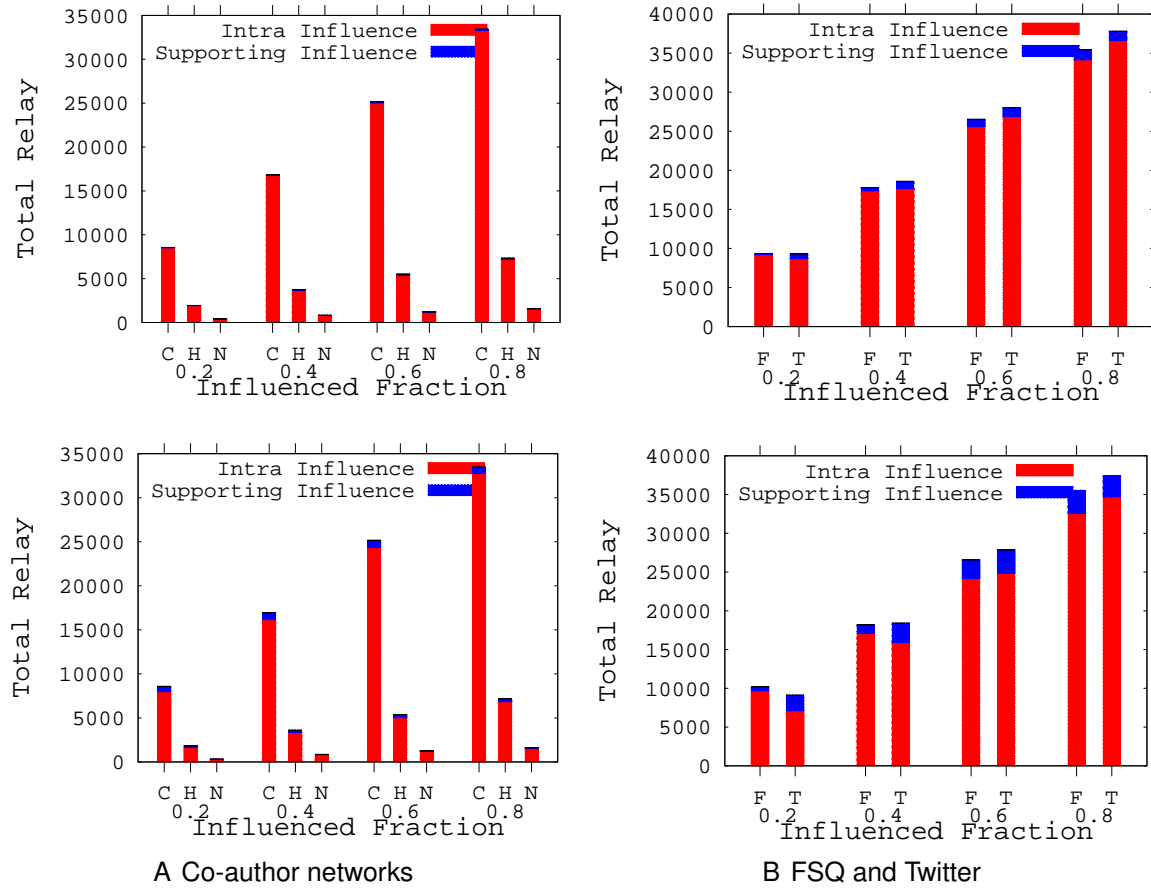 35000
30000
25000
20000
15000
10000
5000
0
Total Relay
Intra Influence
Supporting Influence
C H N C H N C H N C H N
0.2 0.4 0.6 0.8
Influenced Fraction
40000
35000
30000
25000
20000
15000
10000
5000
0
Total Relay
Intra Influence
Supporting Influence
F T F T F T F T
0.2 0.4 0.6 0.8
Influenced Fraction
35000
30000
25000
20000
15000
10000
5000
0
Total Relay
Intra Influence
Supporting Influence
C H N C H N C H N C H N
0.2 0.4 0.6 0.8
Influenced Fraction
A Co-author networks
40000
35000
30000
25000
20000
15000
10000
5000
0
Total Relay
Intra Influence
Supporting Influence
F T F T F T F T
0.2 0.4 0.6 0.8
Influenced Fraction
B FSQ and Twitter